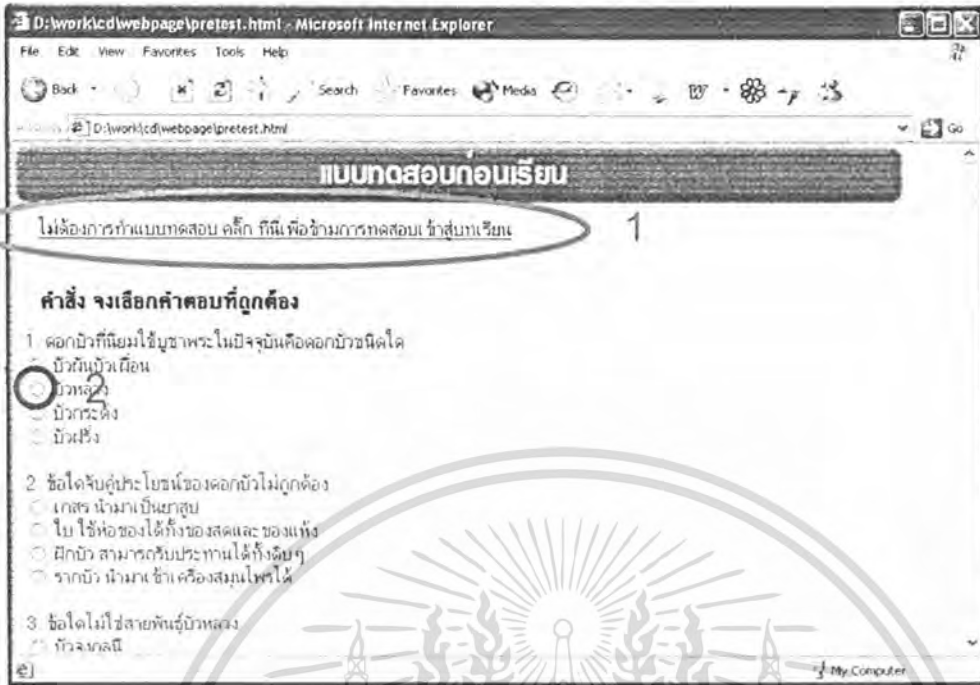 D:\work\cd\webpage\pretest.html - Microsoft Internet Explorer
File Edit View Favorites Tools Help
Back Search Favorites Media
D:\work\cd\webpage\pretest.html Go
แบบทดสอบก่อนเรียน
ไม่ต้องการทำแบบทดสอบ คลิ๊ก ที่นี่เพื่อข้ามการทดสอบเข้าสู่บทเรียน
1
คำสั่ง จงเลือกคำตอบที่ถูกต้อง
1. ดอกบัวที่นิยมใช้บูชาพระในปัจจุบันคือดอกบัวชนิดใด
บัวผันบัวเผื่อน
บัวหลวง
2
บัวกระด้ง
บัวฝรั่ง
2. ข้อใดจับคู่ประโยชน์ของดอกบัวไม่ถูกต้อง
เกสร นำมาเป็นยาสูบ
ใบ ใช้ห่อของได้ทั้งของสดและ ของแห้ง
ฝักบัว สามารถรับประทานได้ทั้งดิบๆ
รากบัว นำมาเข้าเครื่องสมุนไพรได้
3. ข้อใดไม่ใช่สายพันธุ์บัวหลวง
My Computer